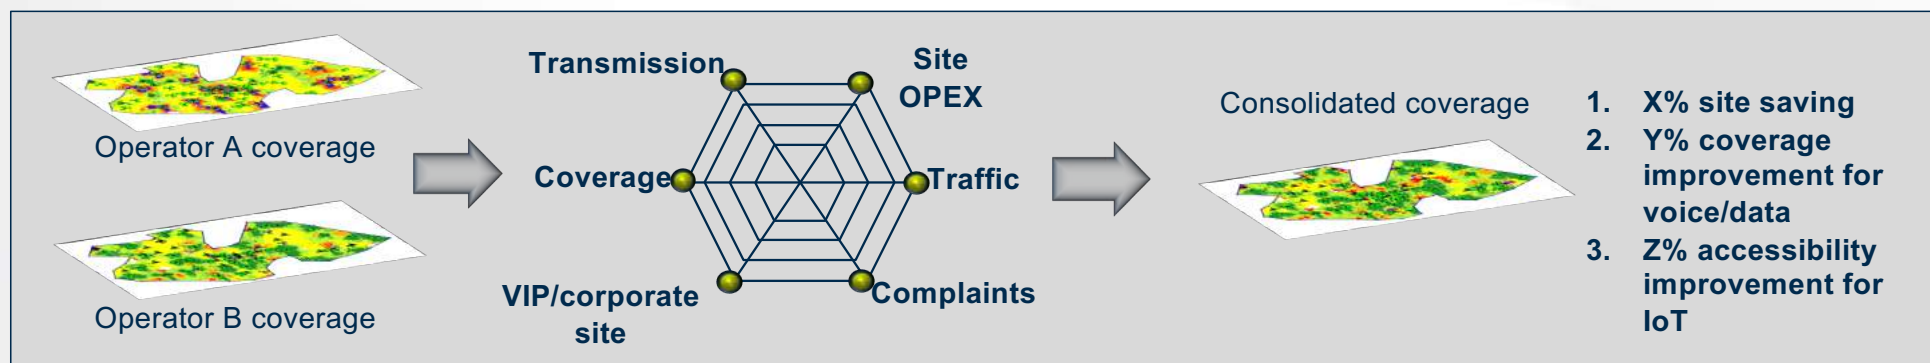 Operator A coverage
Operator B coverage
Transmission
Site
OPEX
Coverage
Traffic
VIP/corporate
site
Complaints
Consolidated coverage
1. X% site saving
2. Y% coverage
improvement for
voice/data
3. Z% accessibility
improvement for
IoT